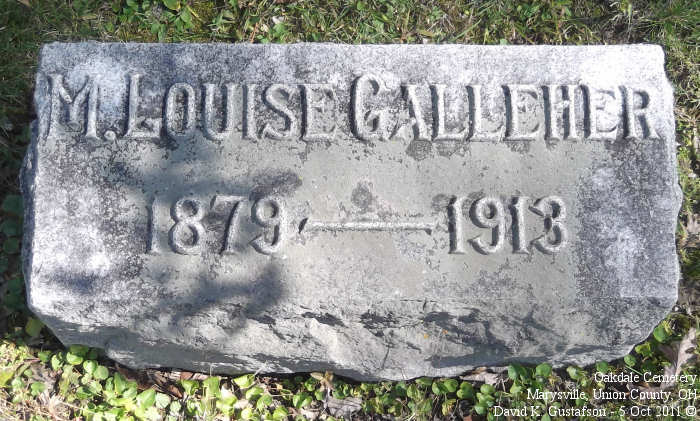 M. LOUISE GALLEHER
1879 — 1913
Oakdale Cemetery
Marysville, Union County, OH
David K. Gustafson - 5 Oct 2011 ©